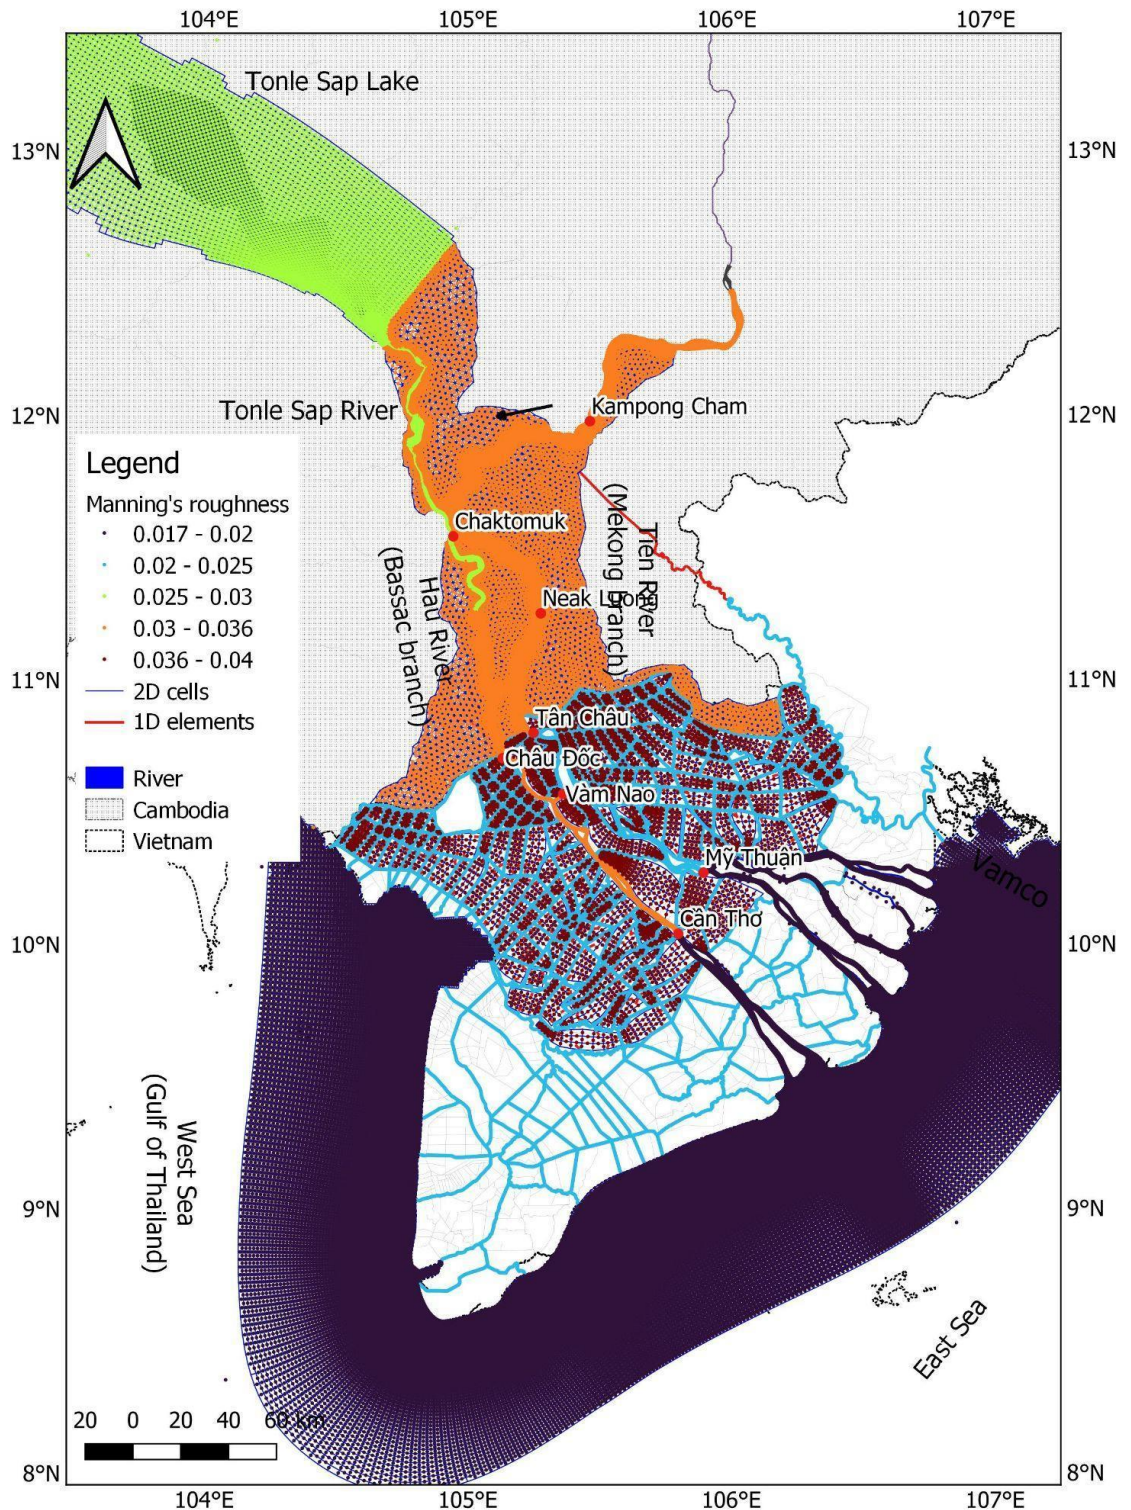 104°E 105°E 106°E 107°E
Tonle Sap Lake
13°N 13°N
Tonle Sap River
Kampong Cham
12°N 12°N
Legend
Manning's roughness
0.017 - 0.02
0.02 - 0.025
0.025 - 0.03
0.03 - 0.036
0.036 - 0.04
2D cells
1D elements
River
Cambodia
Vietnam
Chaktomuk
Tiền River
(Mekong branch)
Neak Luong
Hau River
(Bassac branch)
11°N 11°N
Tân Châu
Châu Đốc
Vàm Nao
Mỹ Thuận
Vamco
Cần Thơ
10°N 10°N
West Sea
(Gulf of Thailand)
9°N 9°N
East Sea
20 0 20 40 60 km
8°N 8°N
104°E 105°E 106°E 107°E